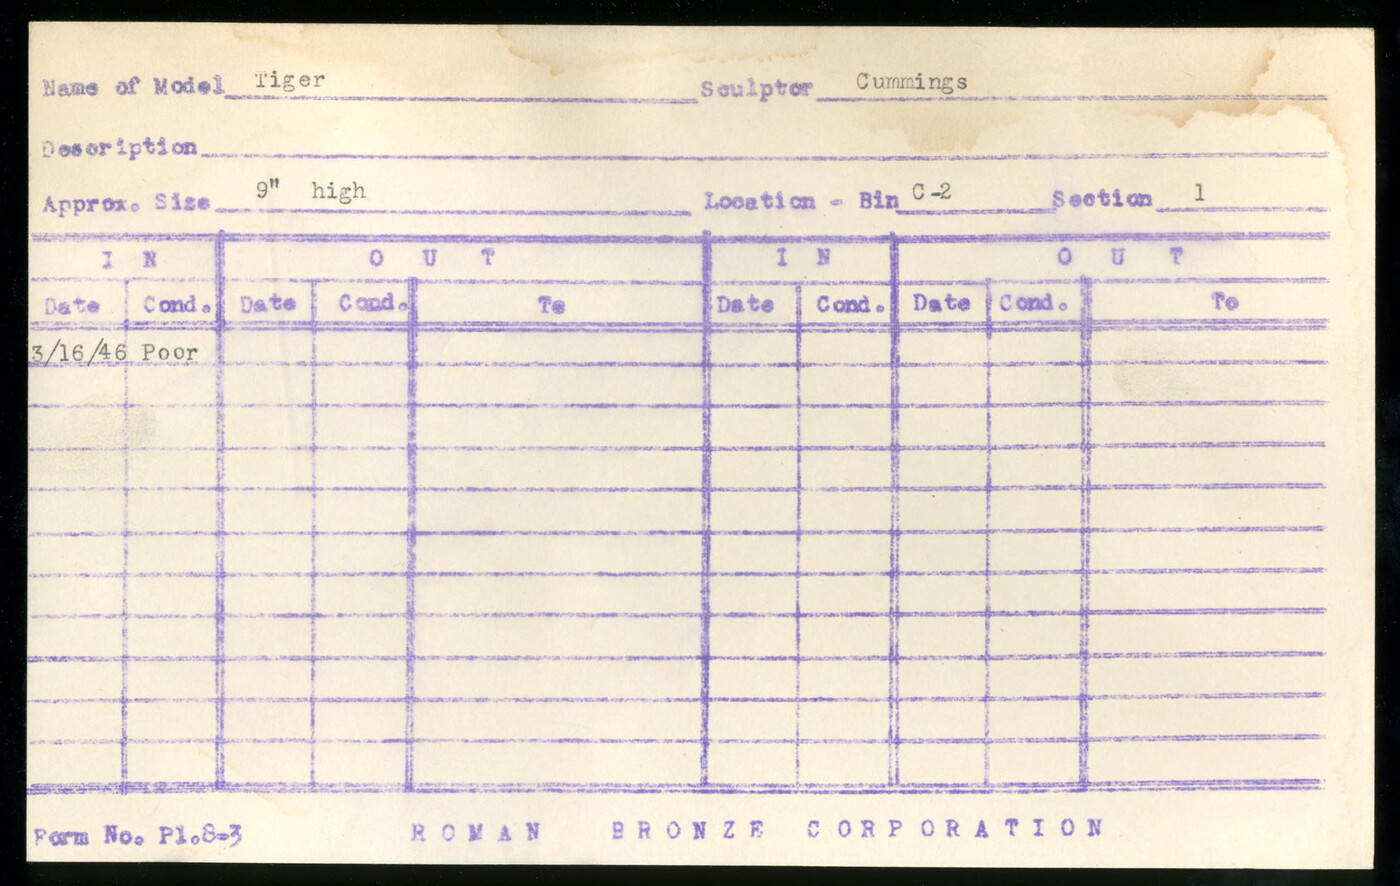 Name of Model Tiger Sculptor Cummings
Description
Approx. Size 9" high Location - Bin C-2 Section 1
IN OUT IN OUT
Date Cond. Date Cond. To Date Cond. Date Cond. To
3/16/46 Poor
Form No. Pl.8-3 ROMAN BRONZE CORPORATION